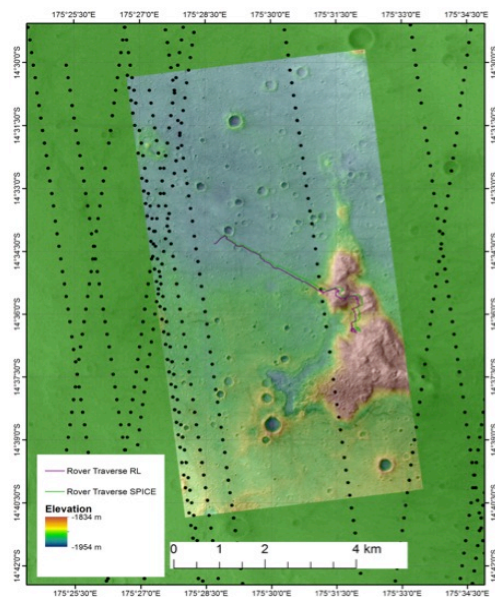 175°25'30"E 175°27'0"E 175°28'30"E 175°30'0"E 175°31'30"E 175°33'0"E 175°34'30"E
14°30'0"S 14°30'0"S
14°31'30"S 14°31'30"S
14°33'0"S 14°33'0"S
14°34'30"S 14°34'30"S
14°36'0"S 14°36'0"S
14°37'30"S 14°37'30"S
14°39'0"S 14°39'0"S
14°40'30"S 14°40'30"S
14°42'0"S 14°42'0"S
Rover Traverse RL
Rover Traverse SPICE
Elevation
-1834 m
-1954 m
0 1 2 4 km
175°25'30"E 175°27'0"E 175°28'30"E 175°30'0"E 175°31'30"E 175°33'0"E 175°34'30"E